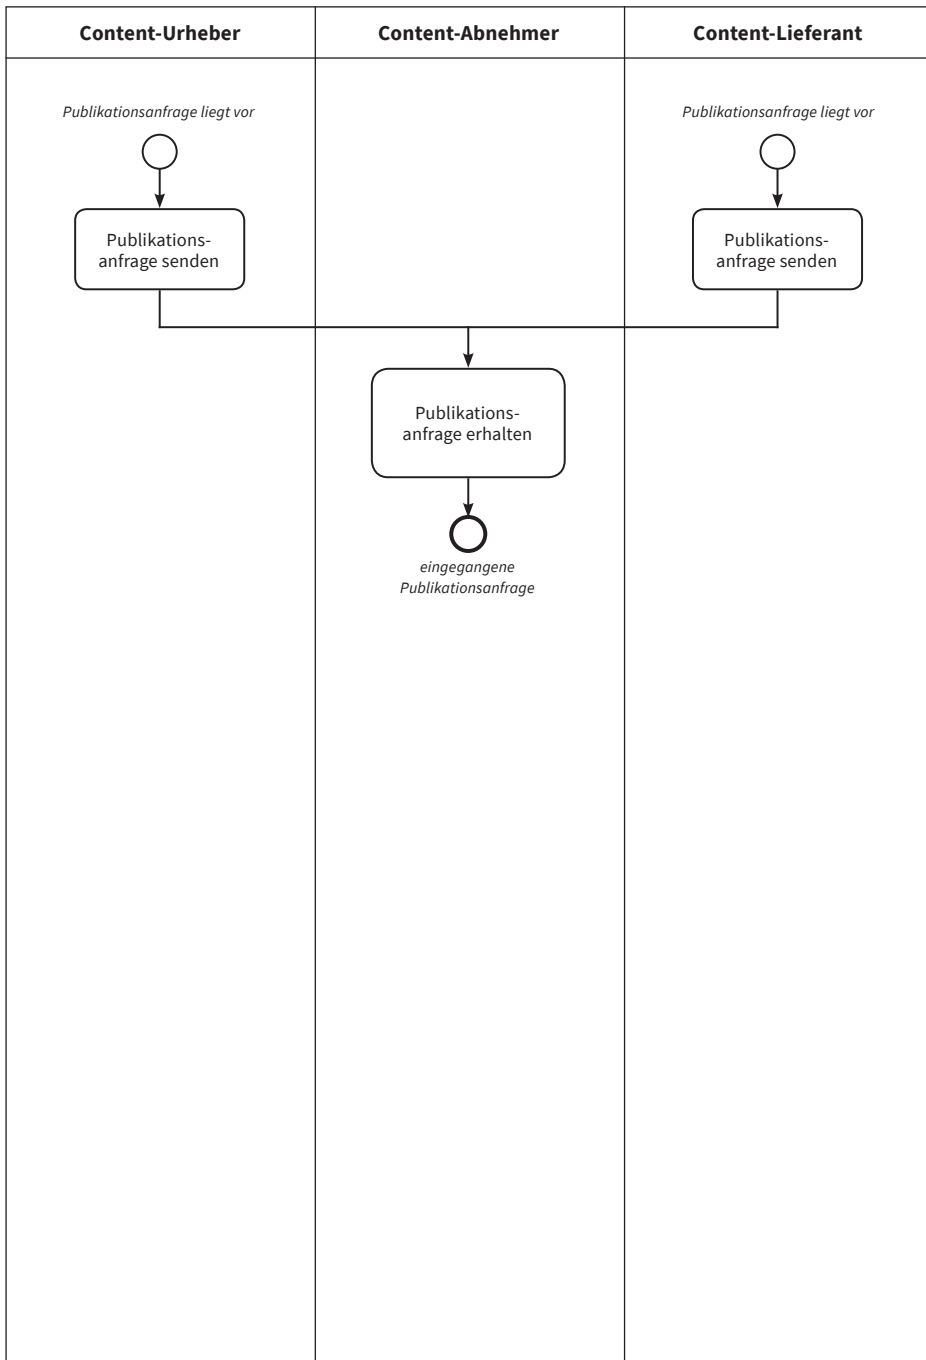 Content-Urheber
Content-Abnehmer
Content-Lieferant
Publikationsanfrage liegt vor
Publikationsanfrage liegt vor
Publikations-
anfrage senden
Publikations-
anfrage senden
Publikations-
anfrage erhalten
eingegangene
Publikationsanfrage